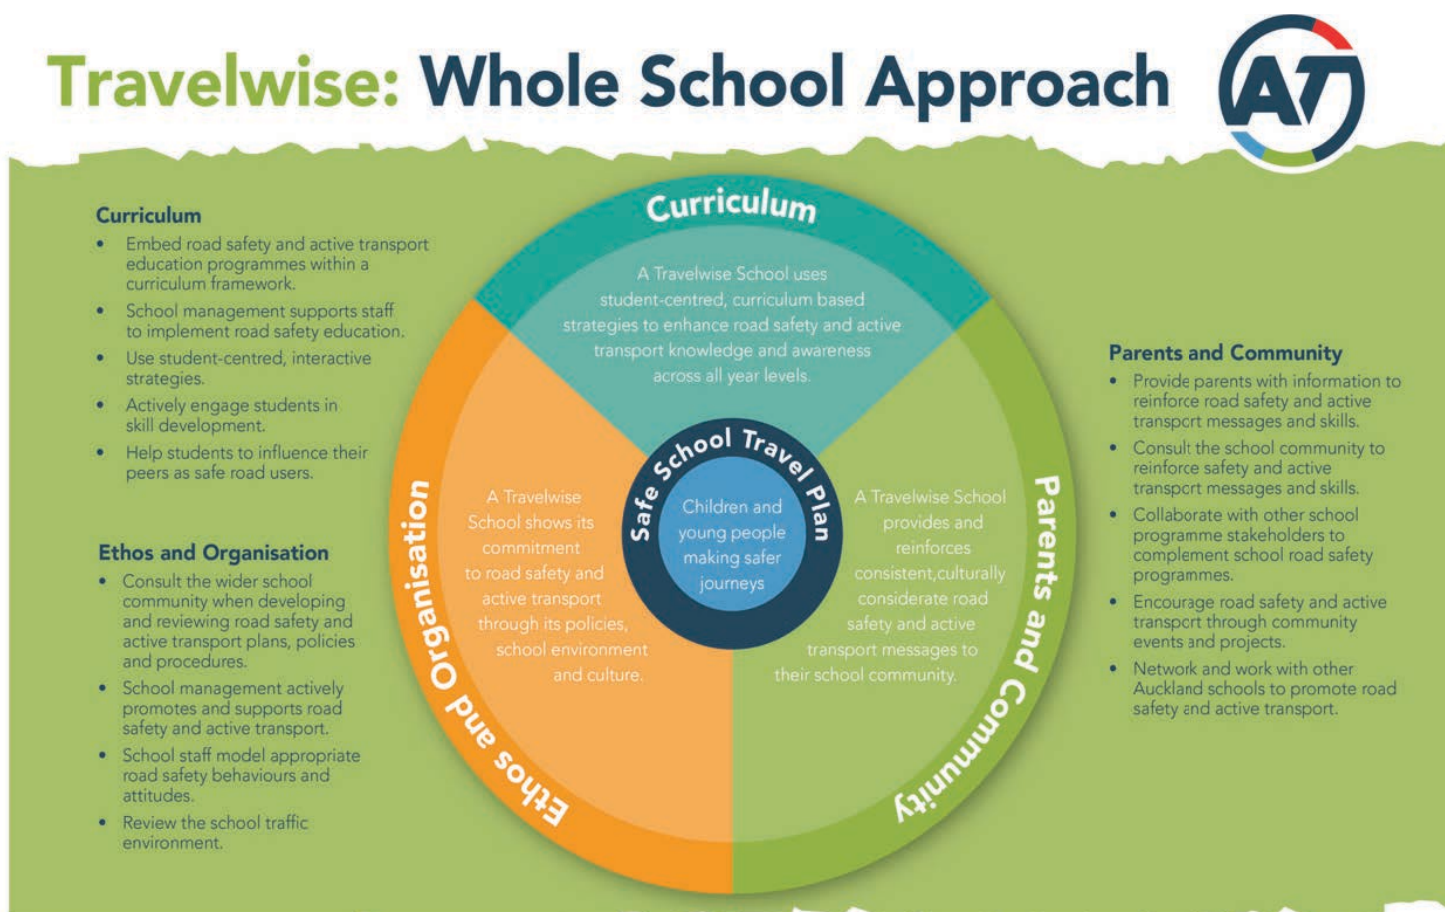 Travelwise: Whole School Approach
AT
Curriculum
• Embed road safety and active transport
education programmes within a
curriculum framework.
• School management supports staff
to implement road safety education.
• Use student-centred, interactive
strategies.
• Actively engage students in
skill development.
• Help students to influence their
peers as safe road users.
Ethos and Organisation
• Consult the wider school
community when developing
and reviewing road safety and
active transport plans, policies
and procedures.
• School management actively
promotes and supports road
safety and active transport.
• School staff model appropriate
road safety behaviours and
attitudes.
• Review the school traffic
environment.
Curriculum
A Travelwise School uses
student-centred, curriculum based
strategies to enhance road safety and active
transport knowledge and awareness
across all year levels.
Ethos and Organisation
A Travelwise
School shows its
commitment
to road safety and
active transport
through its policies,
school environment
and culture.
Safe School Travel Plan
Children and
young people
making safer
journeys
A Travelwise School
provides and
reinforces
consistent,culturally
considerate road
safety and active
transport messages to
their school community.
Parents and Community
Parents and Community
• Provide parents with information to
reinforce road safety and active
transport messages and skills.
• Consult the school community to
reinforce safety and active
transport messages and skills.
• Collaborate with other school
programme stakeholders to
complement school road safety
programmes.
• Encourage road safety and active
transport through community
events and projects.
• Network and work with other
Auckland schools to promote road
safety and active transport.